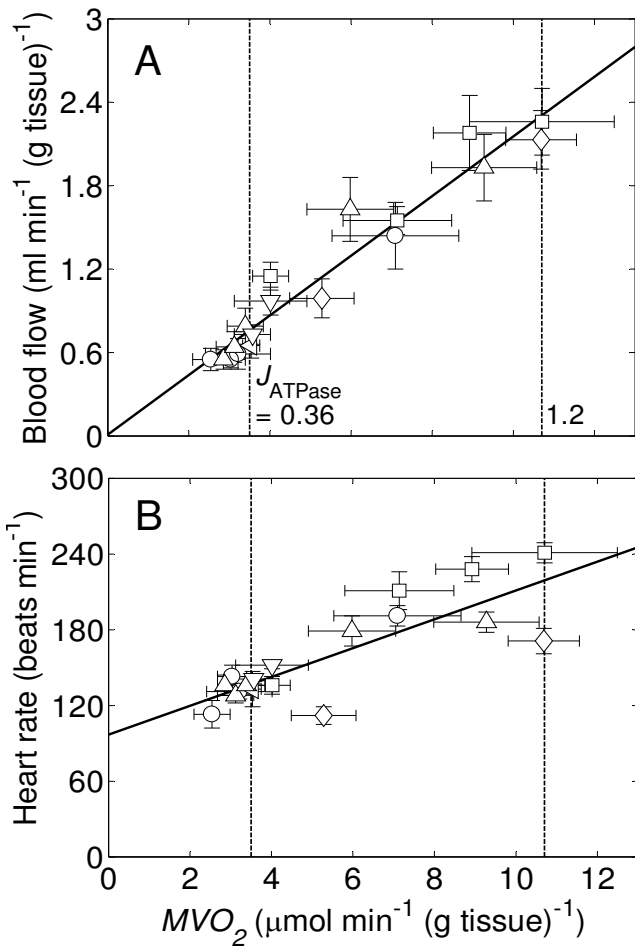 A
Blood flow (ml min⁻¹ (g tissue)⁻¹)
3
2.4
1.8
1.2
0.6
0
J_ATPase
= 0.36
1.2
B
Heart rate (beats min⁻¹)
300
240
180
120
60
0
0 2 4 6 8 10 12
MVO₂ (μmol min⁻¹ (g tissue)⁻¹)